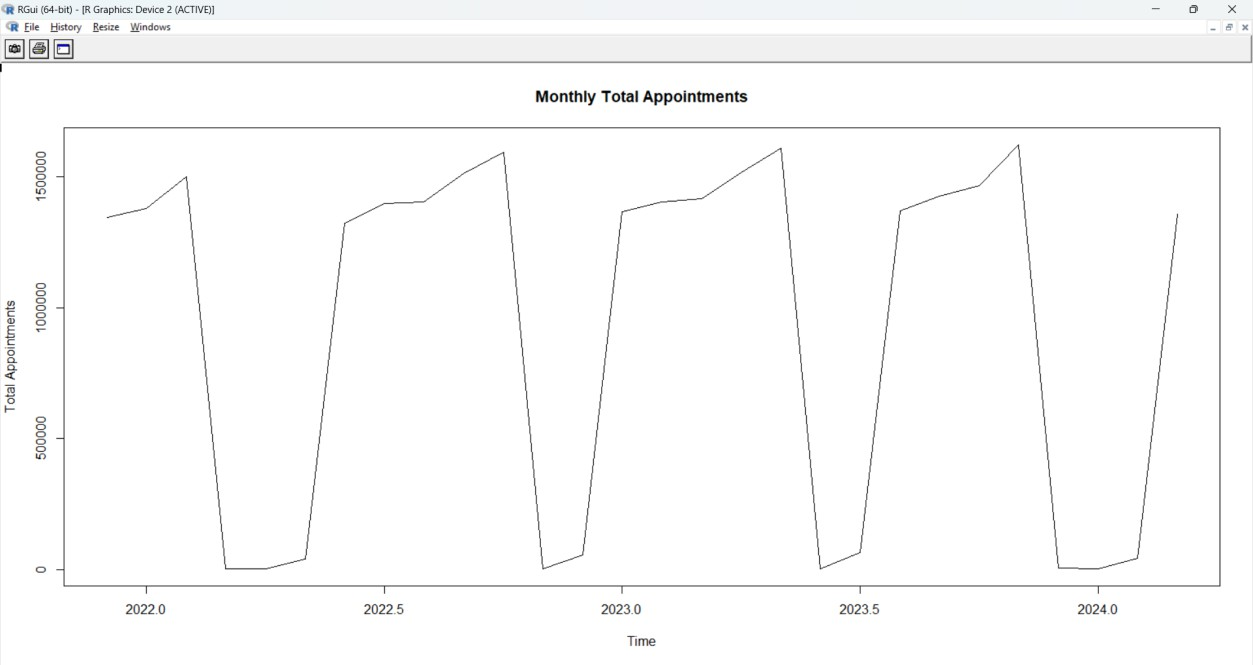 RGui (64-bit) - [R Graphics: Device 2 (ACTIVE)]
File History Resize Windows
Monthly Total Appointments
Total Appointments
1500000
1000000
500000
0
2022.0 2022.5 2023.0 2023.5 2024.0
Time